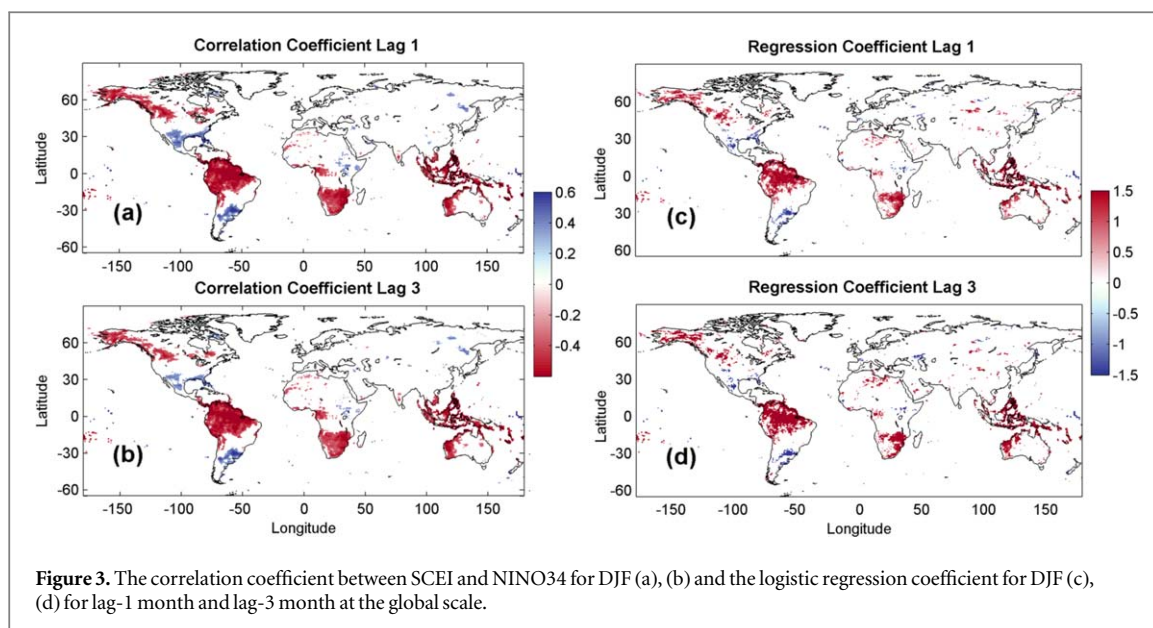 Correlation Coefficient Lag 1
60
30
0
-30
-60
Latitude
(a)
-150 -100 -50 0 50 100 150
Correlation Coefficient Lag 3
60
30
0
-30
-60
Latitude
(b)
-150 -100 -50 0 50 100 150
Longitude
0.6
0.4
0.2
0
-0.2
-0.4
Regression Coefficient Lag 1
60
30
0
30
60
Latitude
(c)
Regression Coefficient Lag 3
60
30
0
-30
-60
Latitude
(d)
-150 -100 -50 0 50 100 150
Longitude
1.5
1
0.5
0
-0.5
-1
-1.5
Figure 3. The correlation coefficient between SCEI and NINO34 for DJF (a), (b) and the logistic regression coefficient for DJF (c),
(d) for lag-1 month and lag-3 month at the global scale.